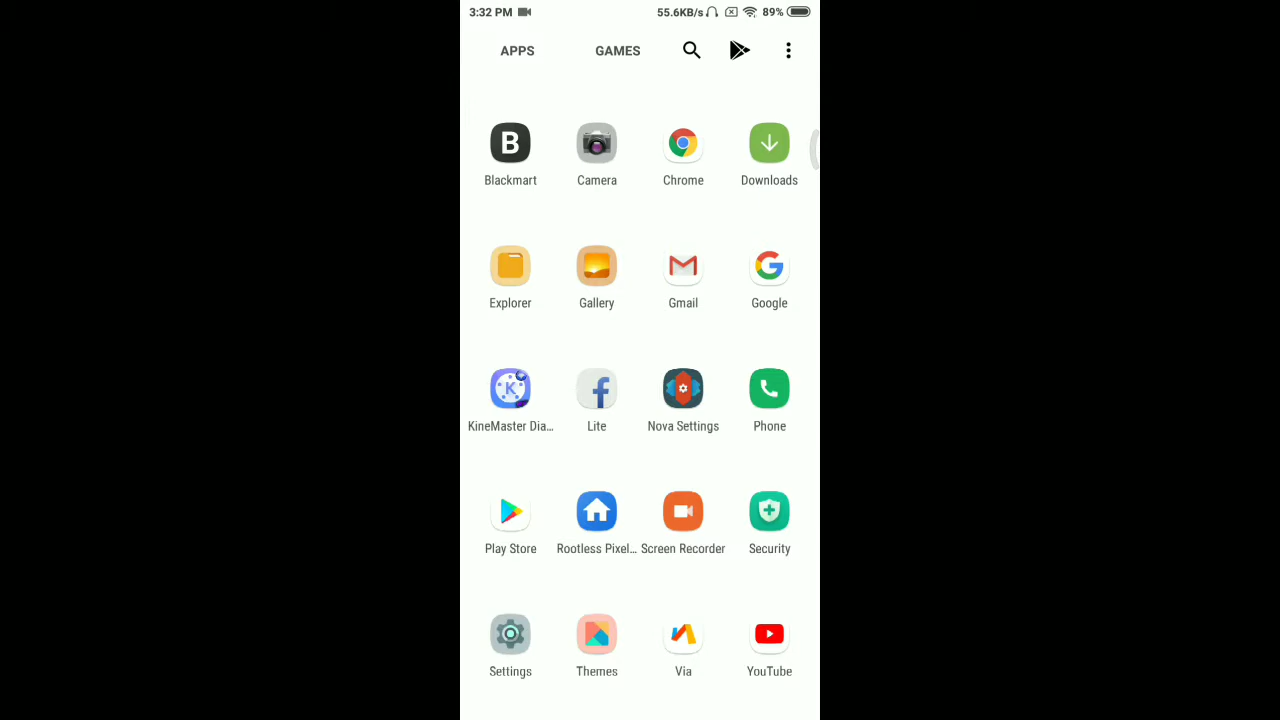 3:32 PM 55.6KB/s 89%
APPS GAMES
B
Blackmart Camera Chrome Downloads
Explorer Gallery Gmail Google
K
KineMaster Dia... Lite Nova Settings Phone
Play Store Rootless Pixel... Screen Recorder Security
Settings Themes Via YouTube